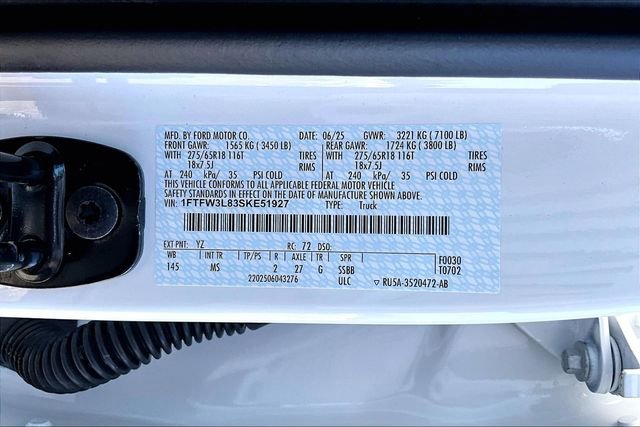 MFD. BY FORD MOTOR CO. DATE: 06/25 GVWR: 3221 KG ( 7100 LB)
FRONT GAWR: 1565 KG ( 3450 LB) REAR GAWR: 1724 KG ( 3800 LB)
WITH 275/65R18 116T TIRES WITH 275/65R18 116T TIRES
18x7.5J RIMS 18x7.5J RIMS
AT 240 kPa/ 35 PSI COLD AT 240 kPa/ 35 PSI COLD
THIS VEHICLE CONFORMS TO ALL APPLICABLE FEDERAL MOTOR VEHICLE
SAFETY STANDARDS IN EFFECT ON THE DATE OF MANUFACTURE SHOWN ABOVE.
VIN: 1FTFW3L83SKE51927 TYPE: Truck
EXT PNT: YZ RC: 72 DSO:
WB INT TR TP/PS R AXLE TR SPR F0030
145 MS 2 27 G SSBB T0702
2202506043276 ULC ▽ RU5A-3520472-AB